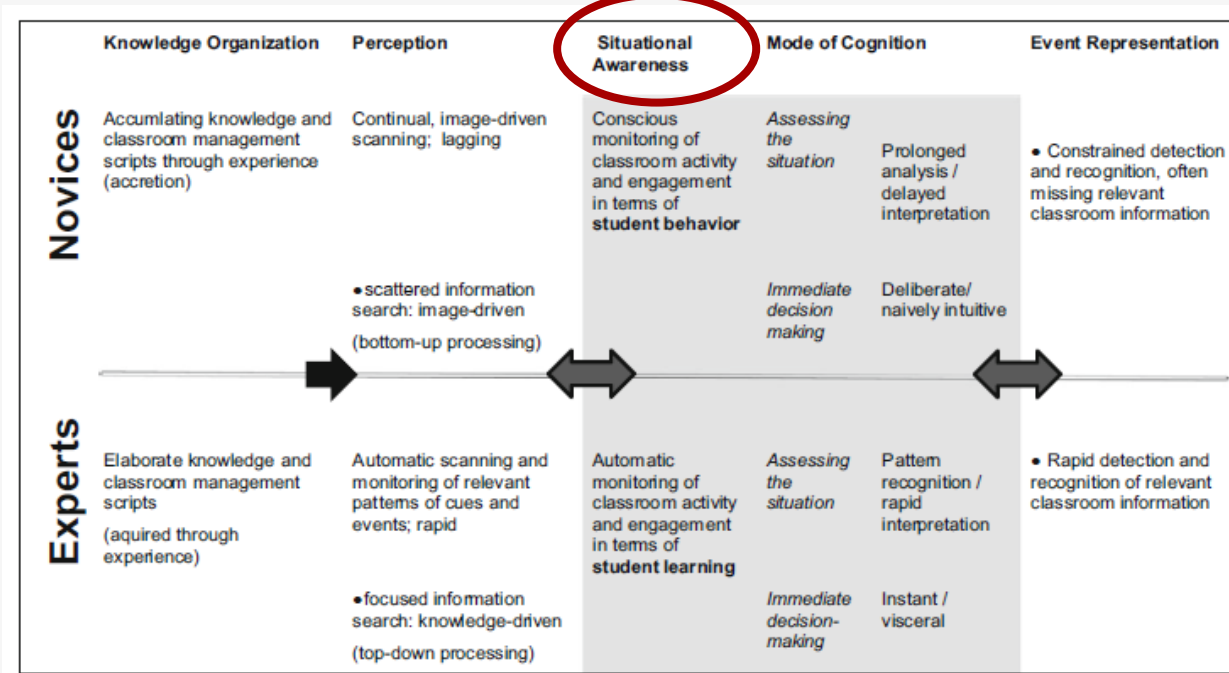 Knowledge Organization
Perception
Situational
Awareness
Mode of Cognition
Event Representation
Novices
Accumlating knowledge and
classroom management
scripts through experience
(accretion)
Continual, image-driven
scanning; lagging
●scattered information
search: image-driven
(bottom-up processing)
Conscious
monitoring of
classroom activity
and engagement
in terms of
student behavior
Assessing
the
situation
Prolonged
analysis /
delayed
interpretation
Immediate
decision
making
Deliberate/
naively intuitive
● Constrained detection
and recognition, often
missing relevant
classroom information
Experts
Elaborate knowledge and
classroom management
scripts
(aquired through
experience)
Automatic scanning and
monitoring of relevant
patterns of cues and
events; rapid
●focused information
search: knowledge-driven
(top-down processing)
Automatic
monitoring of
classroom activity
and engagement
in terms of
student learning
Assessing
the
situation
Pattern
recognition /
rapid
interpretation
Immediate
decision-
making
Instant /
visceral
● Rapid detection and
recognition of relevant
classroom information